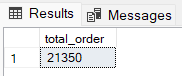 Results Messages
total_order
1 21350